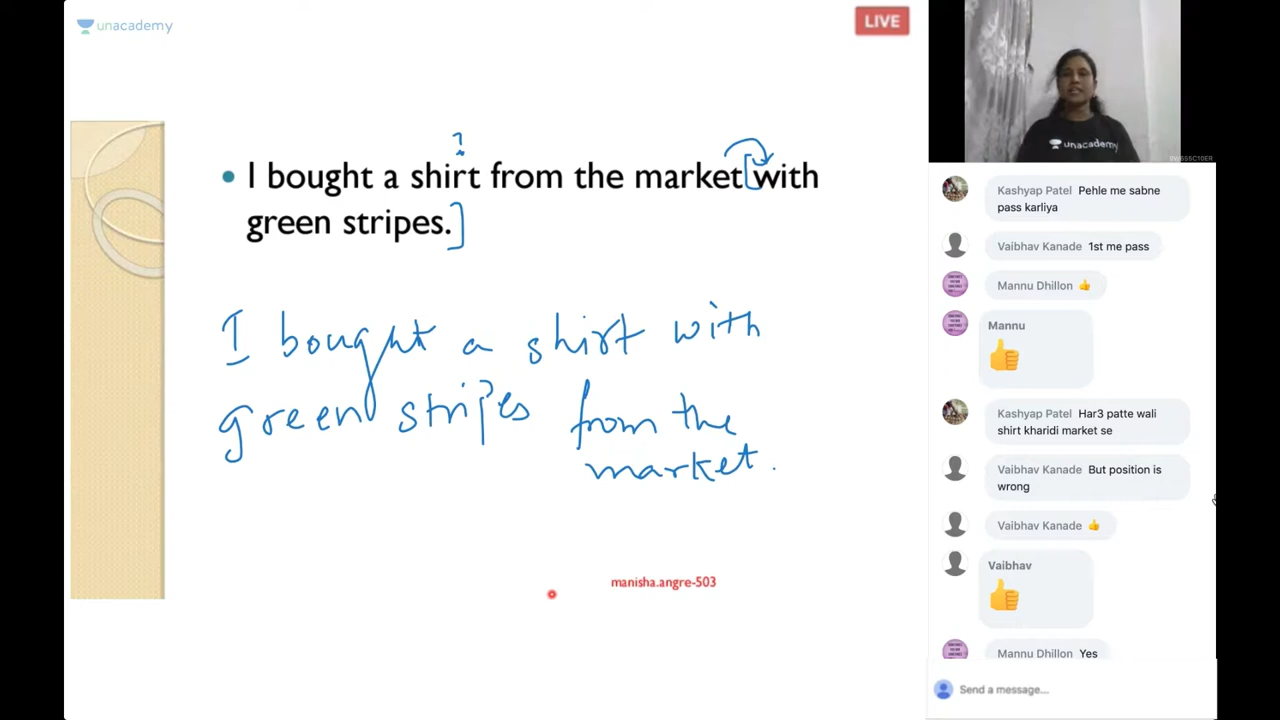 unacademy
LIVE
?
• I bought a shirt from the market [with
green stripes.]
I bought a shirt with
green stripes from the
market.
manisha.angre-503
unacademy
Kashyap Patel Pehle me sabne
pass karliya
Vaibhav Kanade 1st me pass
Mannu Dhillon 👍
Mannu
👍
Kashyap Patel Har3 patte wali
shirt kharidi market se
Vaibhav Kanade But position is
wrong
Vaibhav Kanade 👍
Vaibhav
👍
Mannu Dhillon Yes
Send a message...